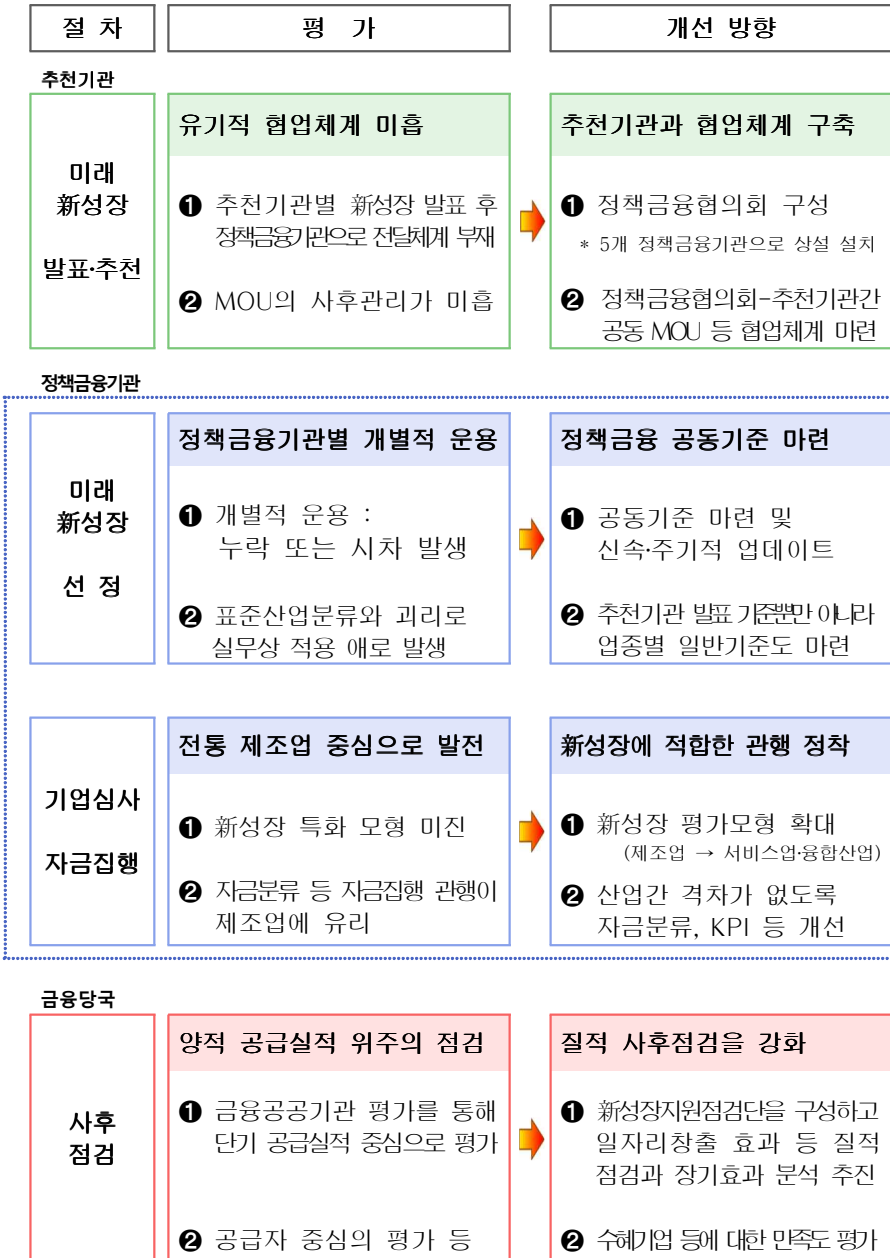 절 차
평 가
개선 방향
추천기관
미래
新성장
발표·추천
유기적 협업체계 미흡
❶ 추천기관별 新성장 발표 후
정책금융기관으로 전달체계 부재
❷ MOU의 사후관리가 미흡
추천기관과 협업체계 구축
❶ 정책금융협의회 구성
* 5개 정책금융기관으로 상설 설치
❷ 정책금융협의회-추천기관간
공동 MOU 등 협업체계 마련
정책금융기관
미래
新성장
선 정
정책금융기관별 개별적 운용
❶ 개별적 운용 :
누락 또는 시차 발생
❷ 표준산업분류와 괴리로
실무상 적용 애로 발생
정책금융 공동기준 마련
❶ 공동기준 마련 및
신속·주기적 업데이트
❷ 추천기관 발표 기준뿐만 아니라
업종별 일반기준도 마련
기업심사
자금집행
전통 제조업 중심으로 발전
❶ 新성장 특화 모형 미진
❷ 자금분류 등 자금집행 관행이
제조업에 유리
新성장에 적합한 관행 정착
❶ 新성장 평가모형 확대
(제조업 → 서비스업·융합산업)
❷ 산업간 격차가 없도록
자금분류, KPI 등 개선
금융당국
사후
점검
양적 공급실적 위주의 점검
❶ 금융공공기관 평가를 통해
단기 공급실적 중심으로 평가
❷ 공급자 중심의 평가 등
질적 사후점검을 강화
❶ 新성장지원점검단을 구성하고
일자리창출 효과 등 질적
점검과 장기효과 분석 추진
❷ 수혜기업 등에 대한 만족도 평가